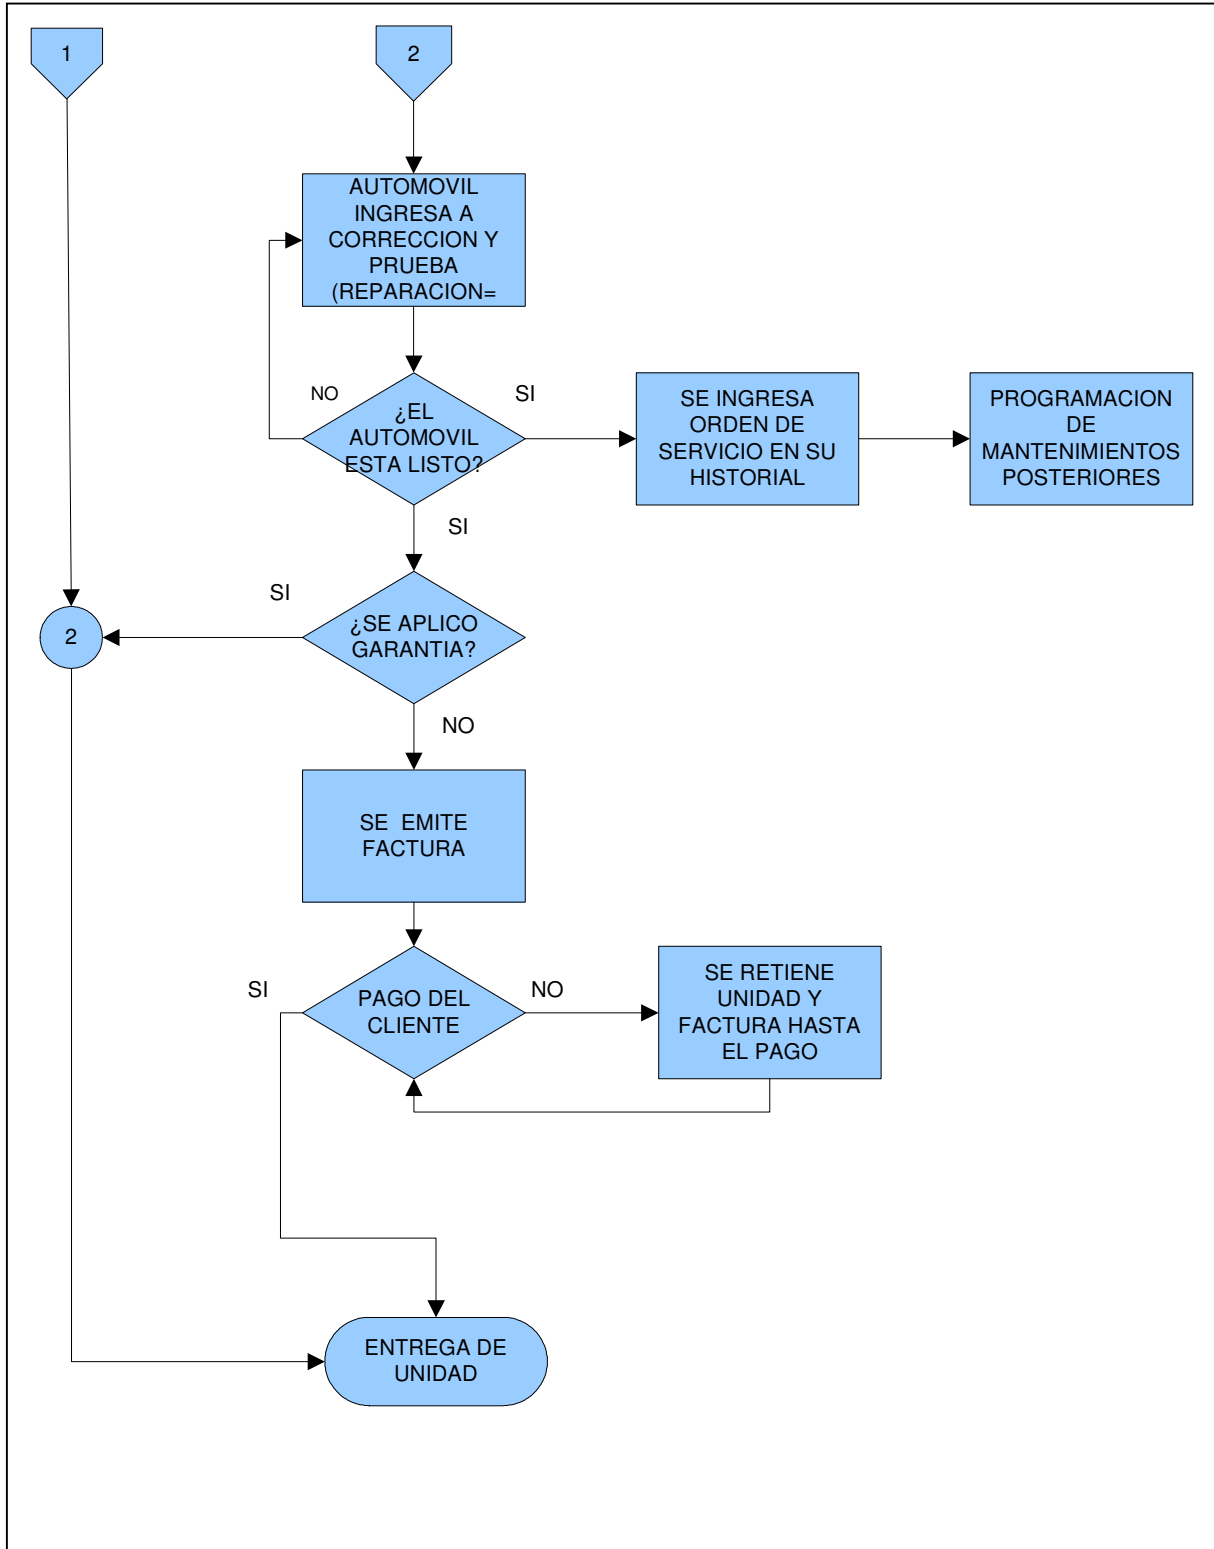 1
2
AUTOMOVIL
INGRESA A
CORRECCION Y
PRUEBA
(REPARACION=
NO
¿EL
AUTOMOVIL
ESTA LISTO?
SI
SE INGRESA
ORDEN DE
SERVICIO EN SU
HISTORIAL
PROGRAMACION
DE
MANTENIMIENTOS
POSTERIORES
SI
SI
2
¿SE APLICO
GARANTIA?
NO
SE EMITE
FACTURA
SI
PAGO DEL
CLIENTE
NO
SE RETIENE
UNIDAD Y
FACTURA HASTA
EL PAGO
ENTREGA DE
UNIDAD